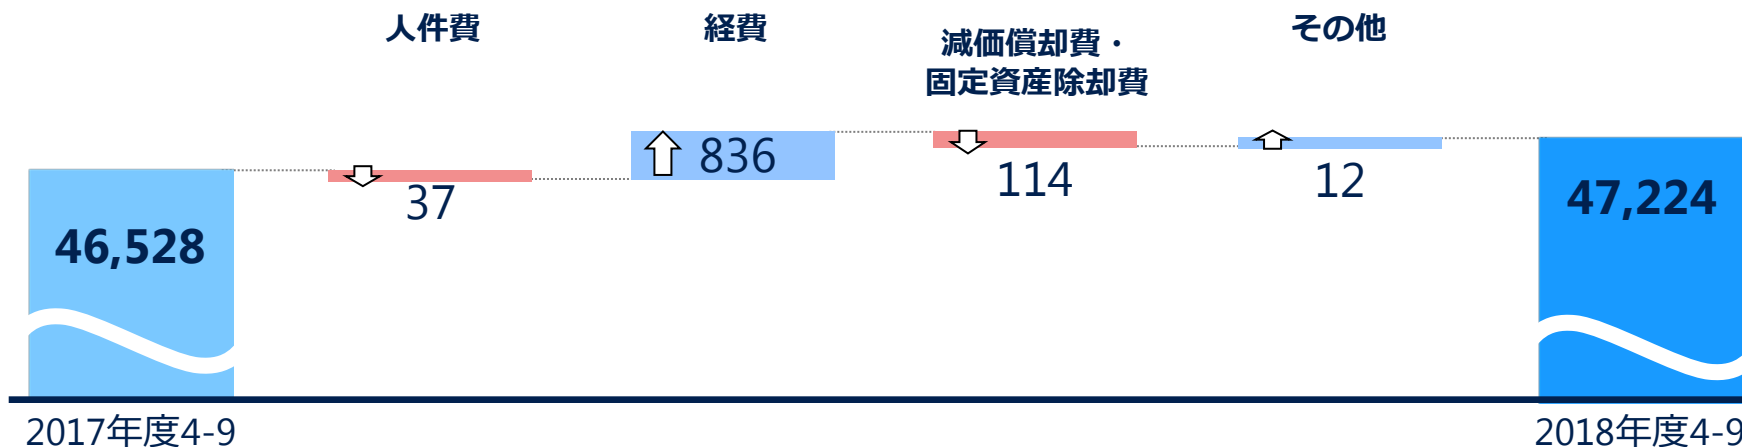 人件費
経費
減価償却費・
固定資産除却費
その他
46,528
37
836
114
12
47,224
2017年度4-9
2018年度4-9